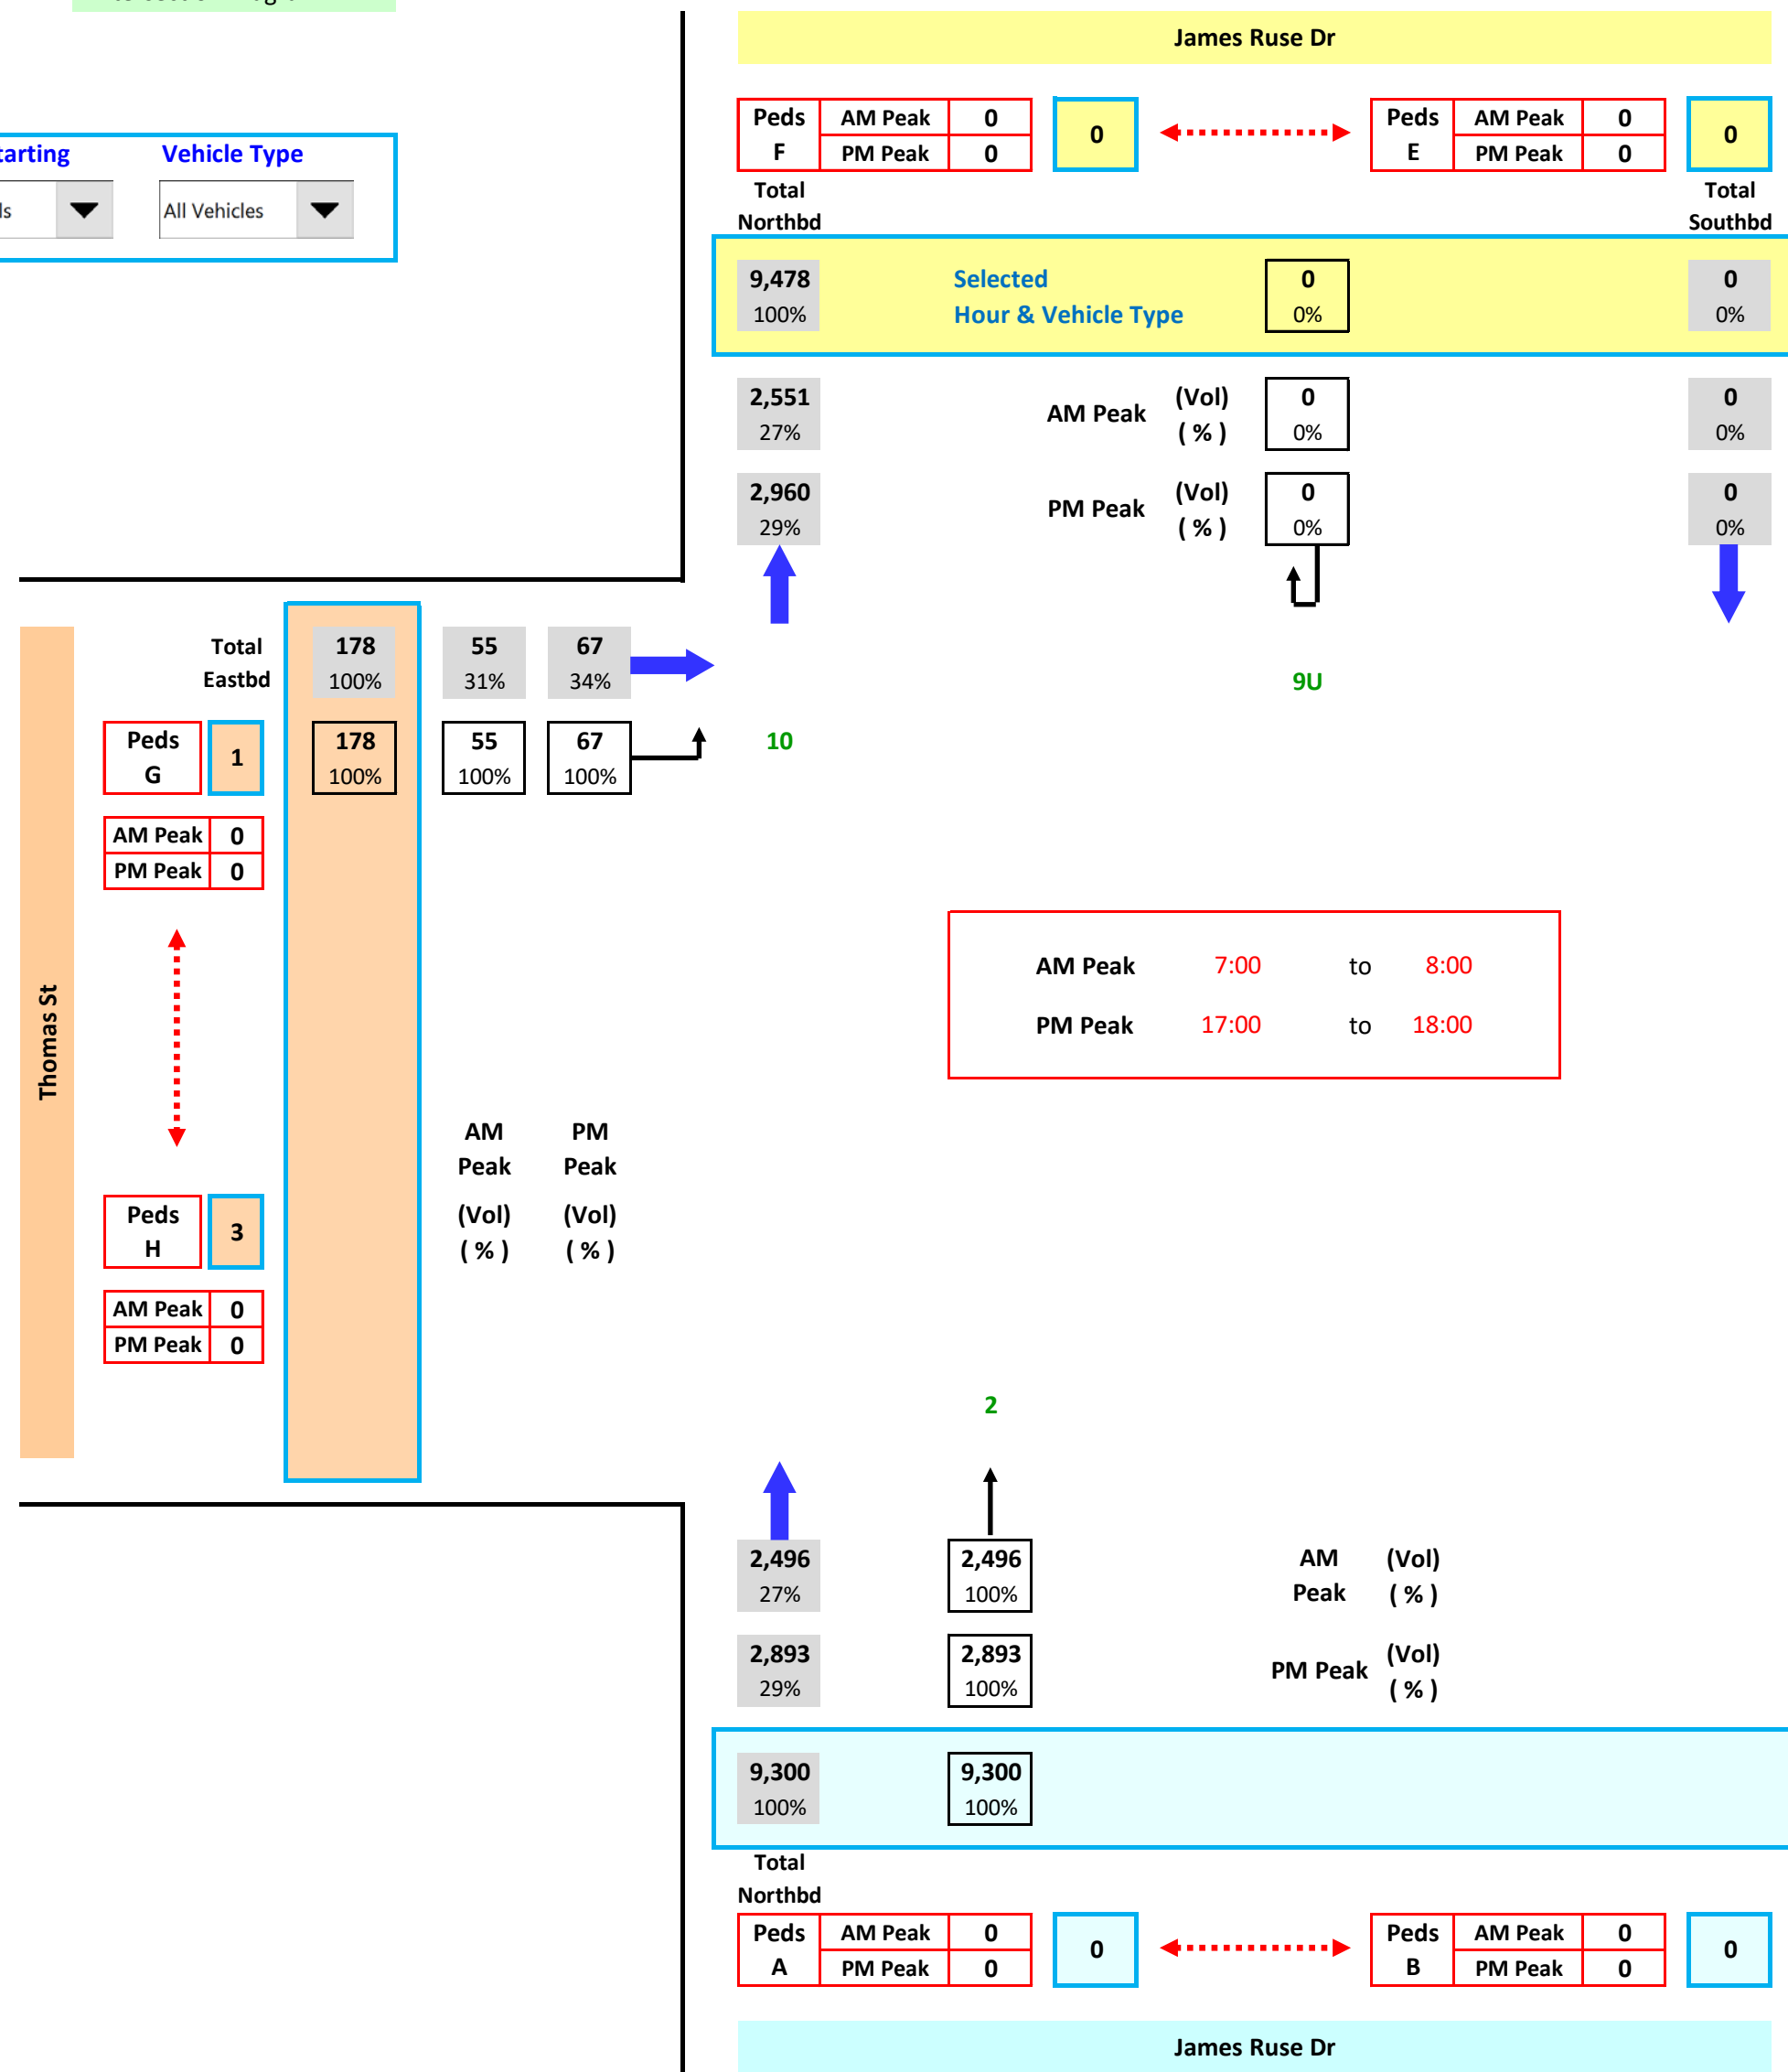 James Ruse Dr
Starting Vehicle Type
All Vehicles
Peds F AM Peak 0 PM Peak 0 0
Peds E AM Peak 0 PM Peak 0 0
Total Northbd
Total Southbd
9,478 Selected 0 0
100% Hour & Vehicle Type 0% 0%
2,551 AM Peak (Vol) 0 0
27% ( % ) 0% 0%
2,960 PM Peak (Vol) 0 0
29% ( % ) 0% 0%
Total 178 55 67
Eastbd 100% 31% 34%
9U
Peds 1 178 55 67 10
G 100% 100% 100%
AM Peak 0
PM Peak 0
Thomas St
AM Peak 7:00 to 8:00
PM Peak 17:00 to 18:00
AM PM
Peak Peak
Peds 3 (Vol) (Vol)
H ( % ) ( % )
AM Peak 0
PM Peak 0
2
2,496 2,496 AM (Vol)
27% 100% Peak ( % )
2,893 2,893 PM Peak (Vol)
29% 100% ( % )
9,300 9,300
100% 100%
Total
Northbd
Peds A AM Peak 0 PM Peak 0 0
Peds B AM Peak 0 PM Peak 0 0
James Ruse Dr